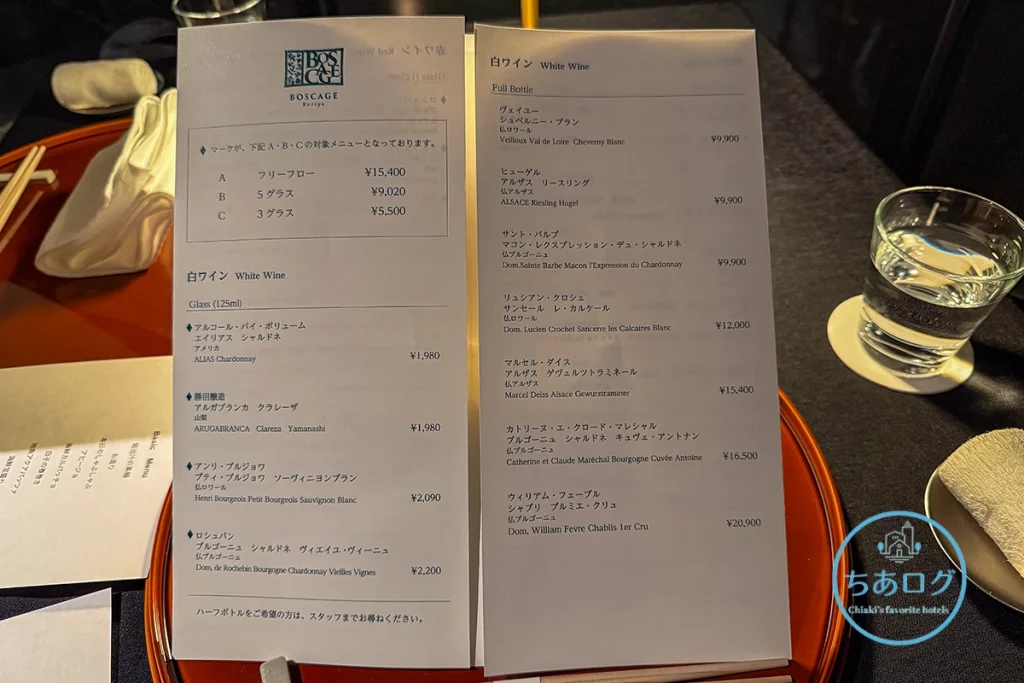 BOS
CAGE
BOSCAGE
Kariya
♦マークが、下記A・B・Cの対象メニューとなっております。
A フリーフロー ¥15,400
B 5グラス ¥9,020
C 3グラス ¥5,500
白ワイン White Wine
Glass (125ml)
♦アルコール・バイ・ボリューム
エイリアス シャルドネ
アメリカ
ALIAS Chardonnay ¥1,980
♦勝沼醸造
アルガブランカ クラレーザ
山梨
ARUGABRANCA Clareza Yamanashi ¥1,980
♦アンリ・ブルジョワ
プティ・ブルジョワ ソーヴィニヨンブラン
仏ロワール
Henri Bourgeois Petit Bourgeois Sauvignon Blanc ¥2,090
♦ロシュバン
ブルゴーニュ シャルドネ ヴィエイユ・ヴィーニュ
仏ブルゴーニュ
Dom, de Rochebin Bourgogne Chardonnay Vielles Vignes ¥2,200
ハーフボトルをご希望の方は、スタッフまでお尋ねください。
白ワイン White Wine
Full Bottle
ヴェイユー
シュベルニー・ブラン
仏ロワール
Veilloux Val de Loire Cheverny Blanc ¥9,900
ヒューゲル
アルザス リースリング
仏アルザス
ALSACE Riesling Hugel ¥9,900
サント・バルブ
マコン・レクスプレッション・デュ・シャルドネ
仏ブルゴーニュ
Dom.Sainte Barbe Macon l'Expression du Chardonnay ¥9,900
リュシアン・クロシェ
サンセール レ・カルケール
仏ロワール
Dom. Lucien Crochet Sancerre les Calcaires Blanc ¥12,000
マルセル・ダイス
アルザス ゲヴェルツトラミネール
仏アルザス
Marcel Deiss Alsace Gewurztraminer ¥15,400
カトリーヌ・エ・クロード・マレシャル
ブルゴーニュ シャルドネ キュヴェ・アントナン
仏ブルゴーニュ
Catherine et Claude Maréchal Bourgogne Cuvée Antoine ¥16,500
ウィリアム・フェーブル
シャブリ プルミエ・クリュ
仏ブルゴーニュ
Dom, William Fevre Chablis 1er Cru ¥20,900
Basic Menu
ちあログ
Chiaki's favorite hotels